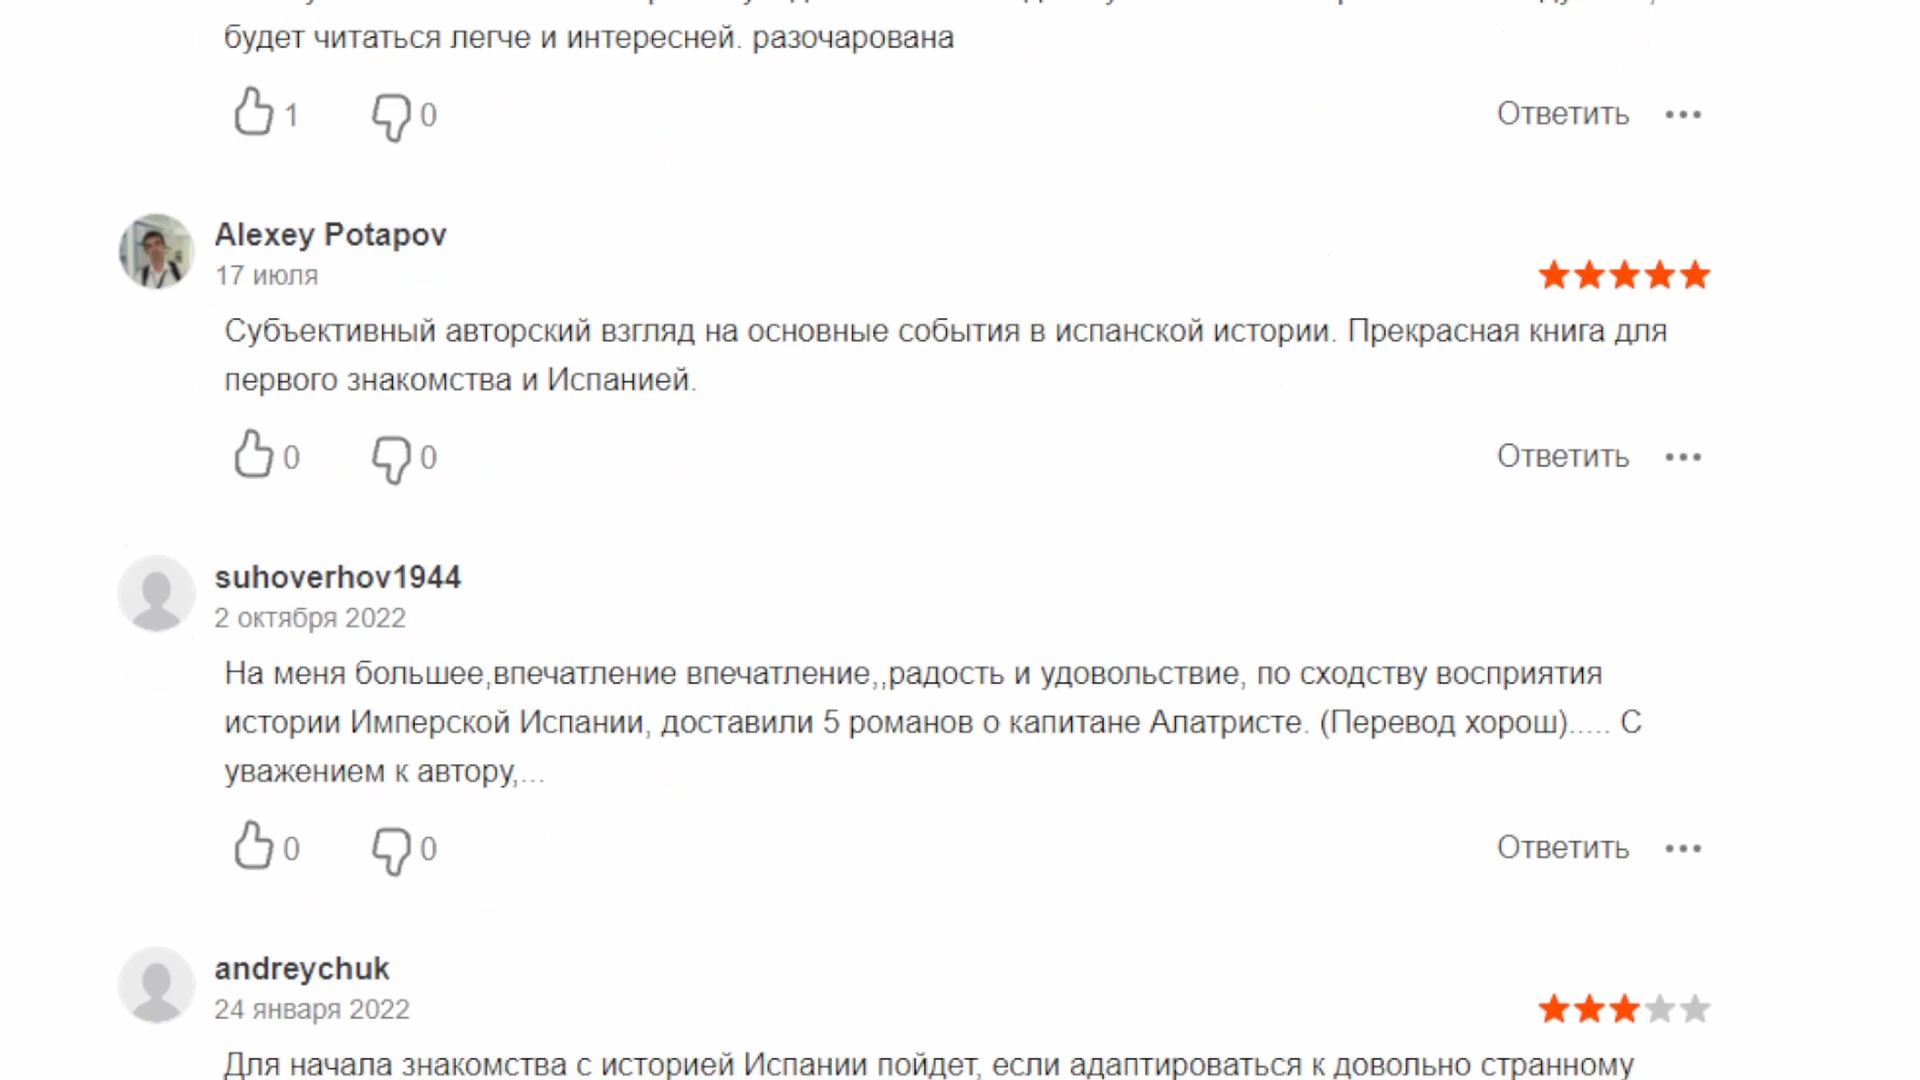 будет читаться легче и интересней. разочарована
1 0 Ответить
Alexey Potapov
17 июля
Субъективный авторский взгляд на основные события в испанской истории. Прекрасная книга для
первого знакомства и Испанией.
0 0 Ответить
suhoverhov1944
2 октября 2022
На меня большее,впечатление впечатление,,радость и удовольствие, по сходству восприятия
истории Имперской Испании, доставили 5 романов о капитане Алатристе. (Перевод хорош)..... С
уважением к автору,...
0 0 Ответить
andreychuk
24 января 2022
Для начала знакомства с историей Испании пойдет, если адаптироваться к довольно странному